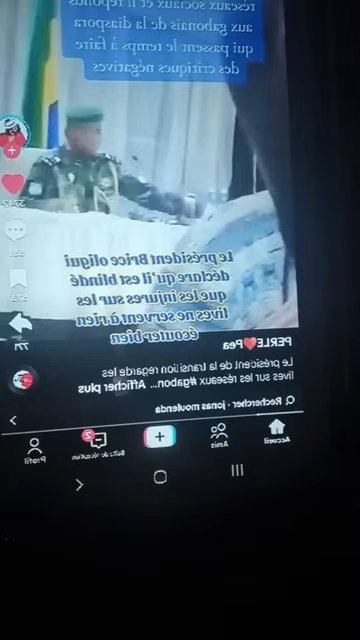 réseaux sociaux et il réponds
aux gabonais de la diaspora
qui passent le temps à faire
des critiques négatives
Le président Brice oligui
déclare qu'il est blindé
que les injures sur les
lives ne servent à rien
écouter bien
3742
PERLE❤️Pea
Le président de la transition regarde les
lives sur les réseaux #gabon... Afficher plus
Rechercher · jonas moulenda
Accueil
Amis
2
Boîte de réception
Profil